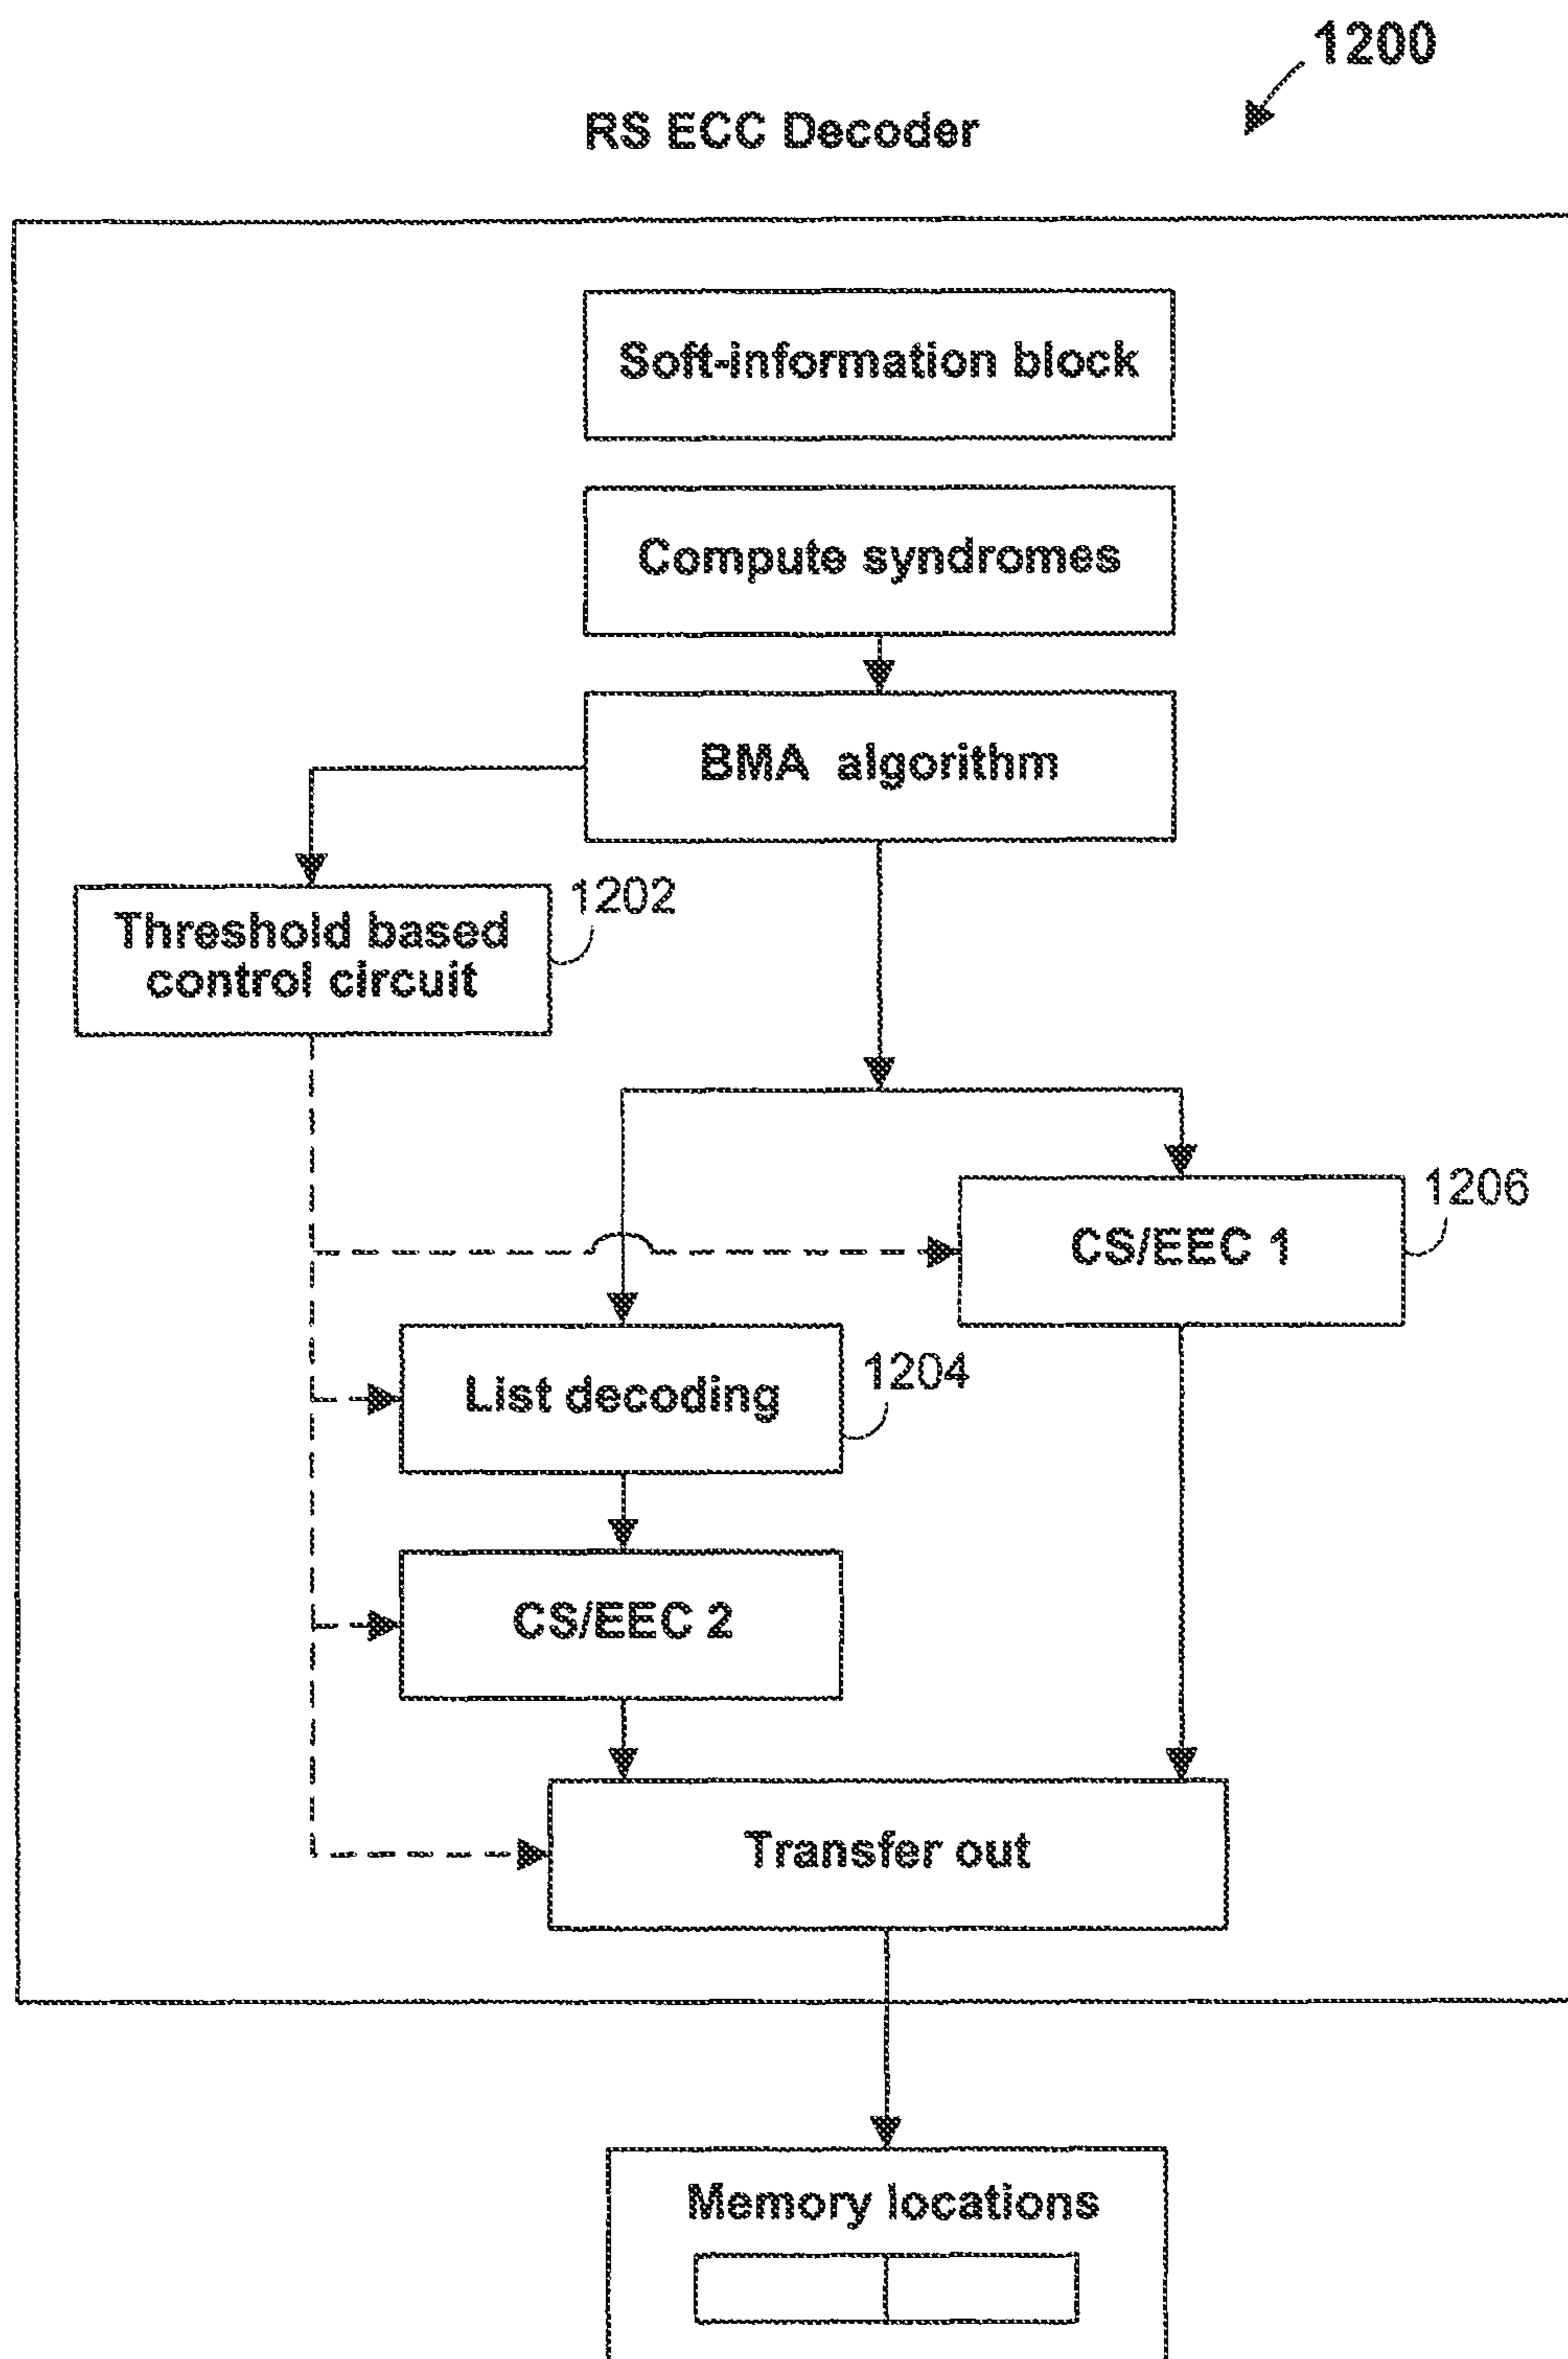 1200
RS ECC Decoder
Soft-information block
Compute syndromes
BMA algorithm
1202
Threshold based
control circuit
1206
CS/EEC 1
1204
List decoding
CS/EEC 2
Transfer out
Memory locations